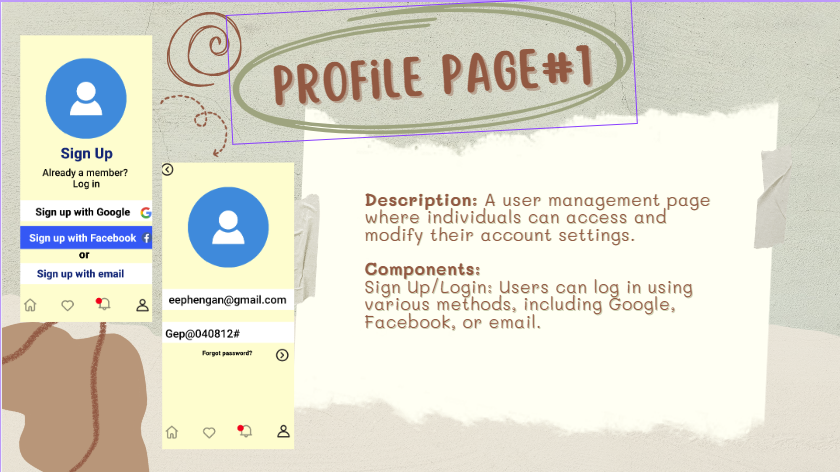 PROFiLE PAGE#1
Sign Up
Already a member?
Log in
Sign up with Google
Sign up with Facebook
or
Sign up with email
eephengan@gmail.com
Gep@040812#
Forgot password?
Description: A user management page
where individuals can access and
modify their account settings.
Components:
Sign Up/Login: Users can log in using
various methods, including Google,
Facebook, or email.